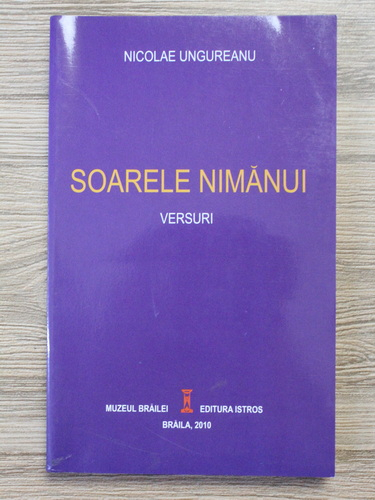 NICOLAE UNGUREANU
SOARELE NIMĂNUI
VERSURI
MUZEUL BRĂILEI EDITURA ISTROS
BRĂILA, 2010